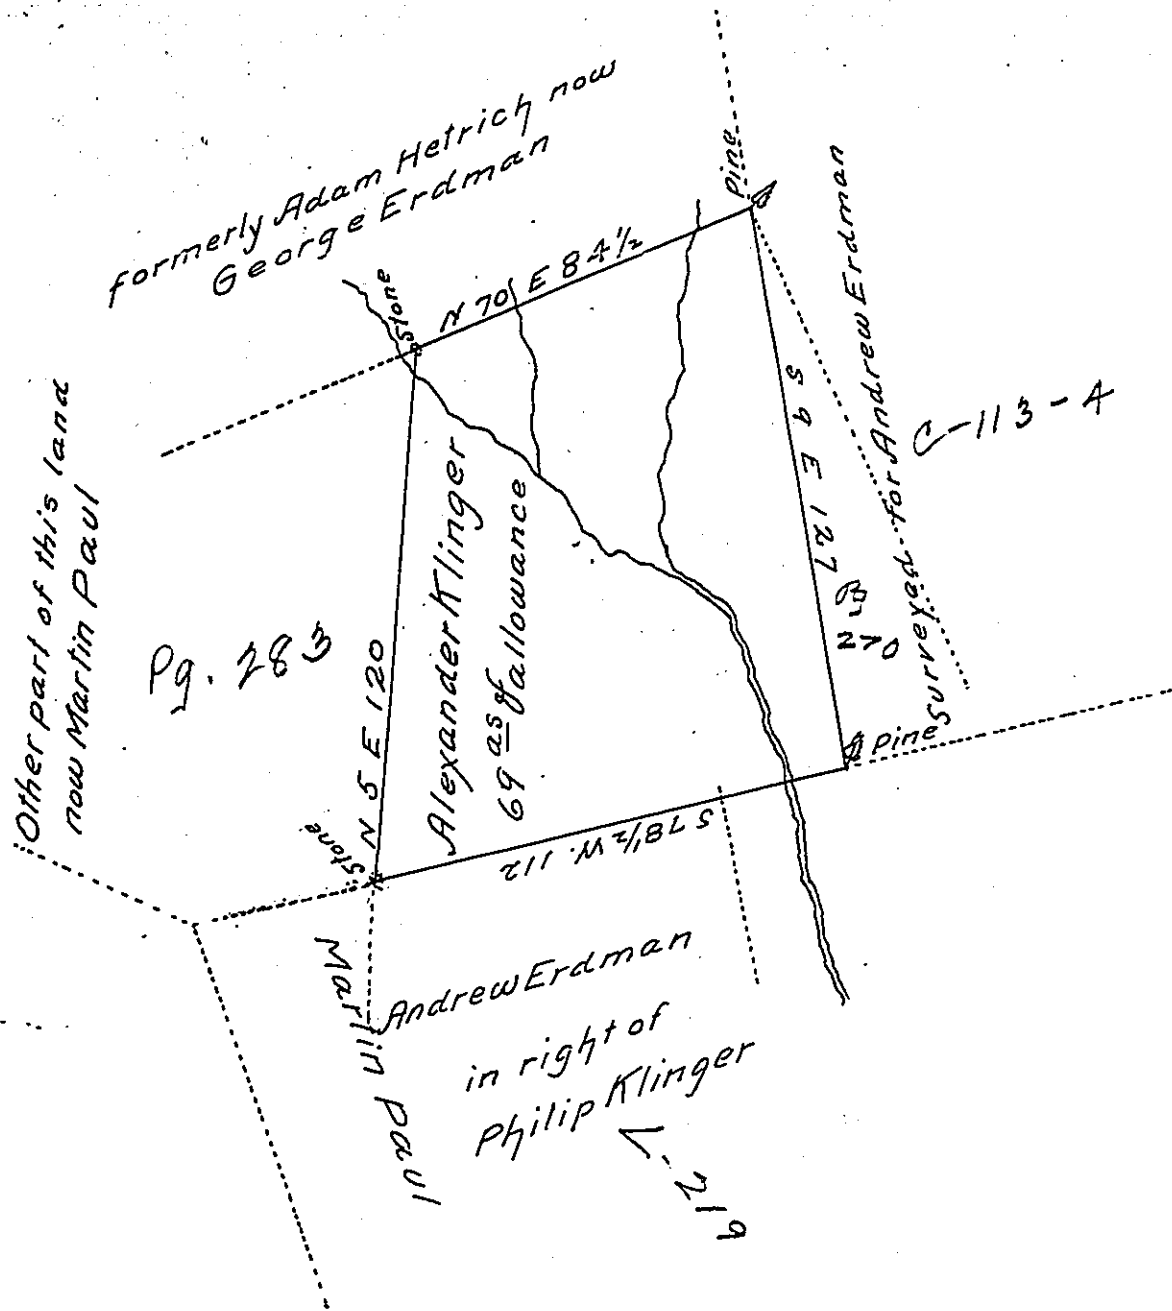 formerly Adam Hetrich now
George Erdman
Pine
Stone
N 70 E 84½
S 9 E 127
Surveyed for Andrew Erdman
C-113-4
Other part of this land
now Martin Paul
Pg. 283
N 5 E 120
Alexander Klinger
69 as & allowance
270
Pine
Stone
S 78½ W. 112
Martin Paul
Andrew Erdman
in right of
Philip Klinger
219